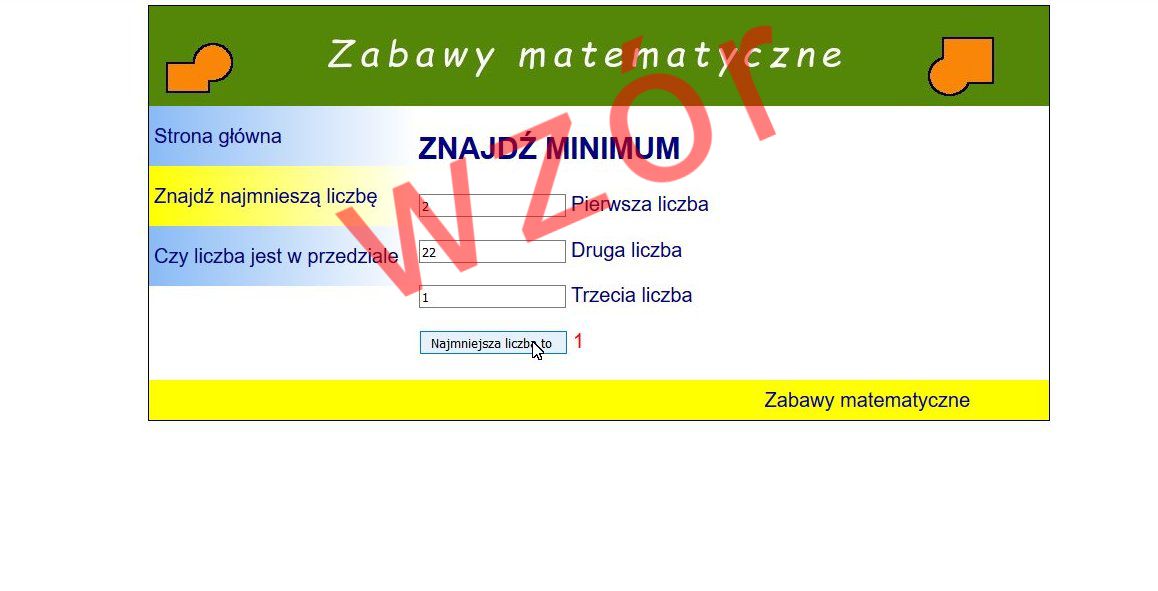 Zabawy matematyczne
wzór
Strona główna
Znajdź najmnieszą liczbę
Czy liczba jest w przedziale
ZNAJDŹ MINIMUM
2 Pierwsza liczba
22 Druga liczba
1 Trzecia liczba
Najmniejsza liczba to 1
Zabawy matematyczne